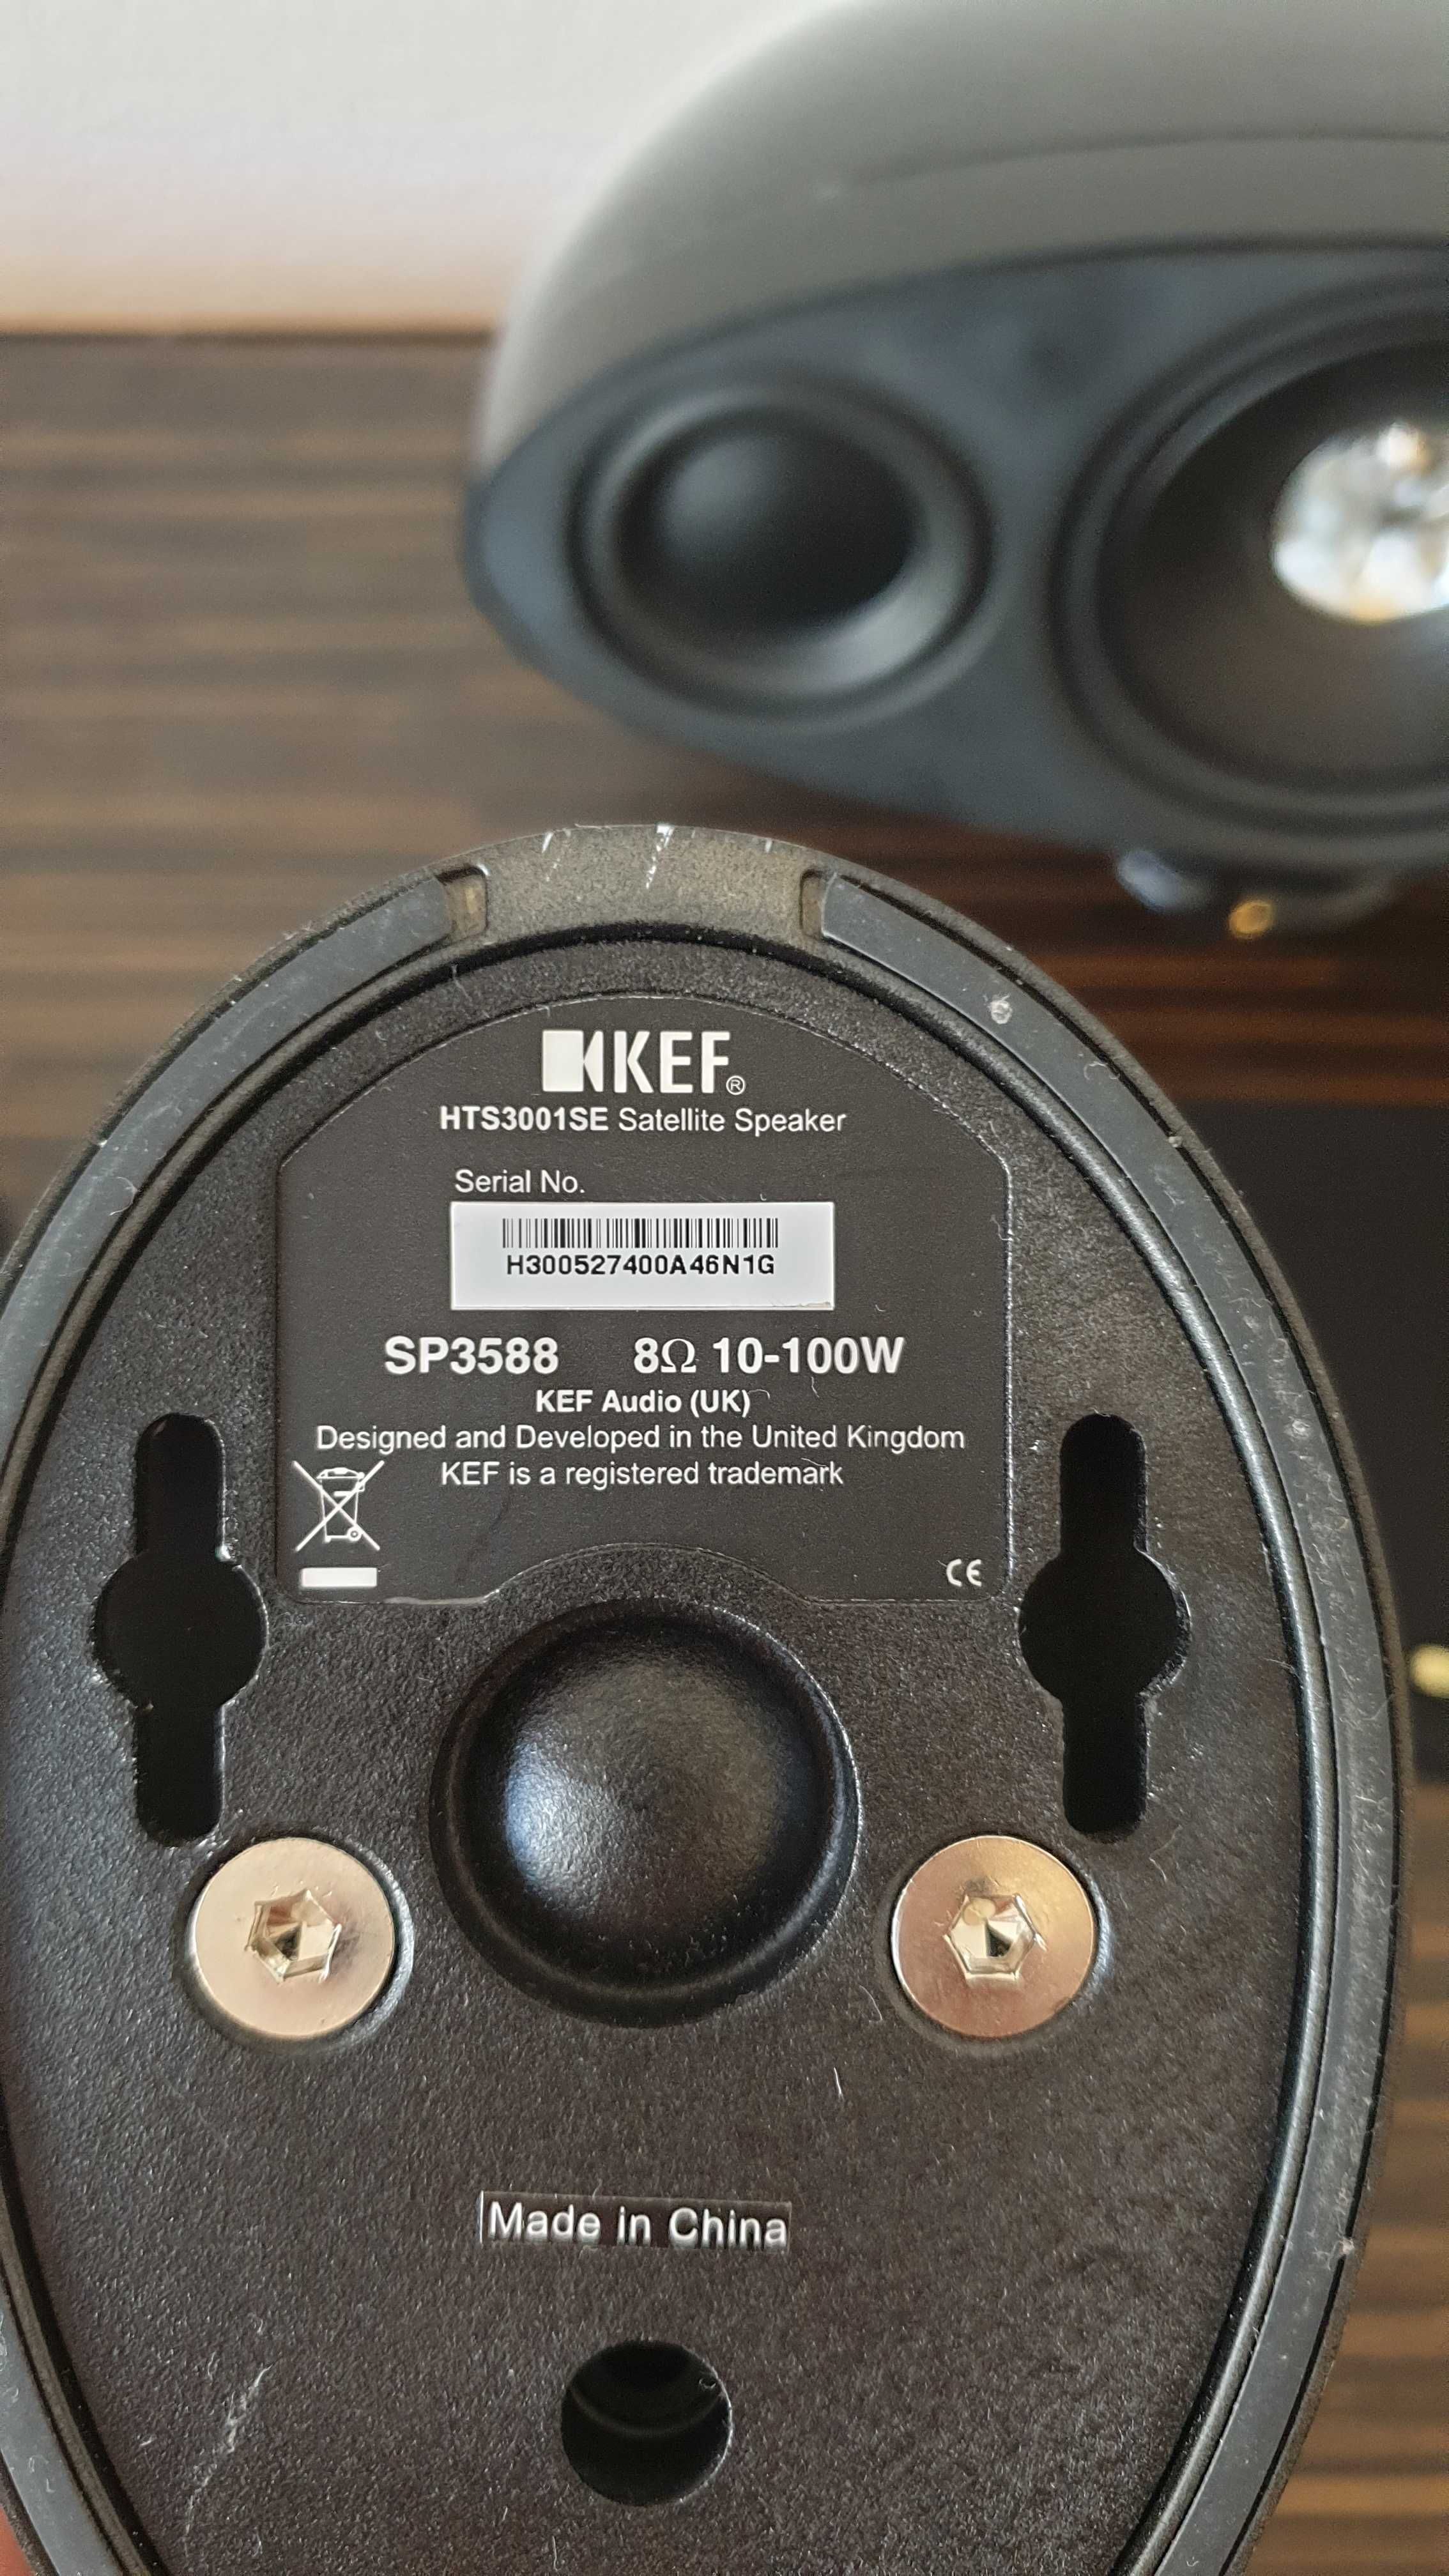 KEF®
HTS3001SE Satellite Speaker
Serial No.
H300527400A46N1G
SP3588 8Ω 10-100W
KEF Audio (UK)
Designed and Developed in the United Kingdom
KEF is a registered trademark
CE
Made in China